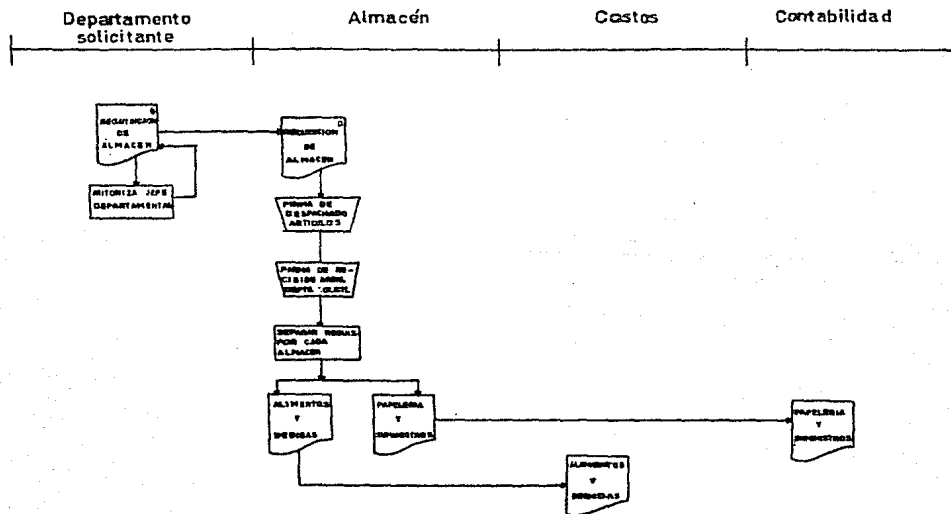 Departamento
solicitante
Almacén
Costos
Contabilidad
REQUISICION
DE
ALMACEN
AUTORIZA JEFE
DEPARTAMENTAL
REQUISICION
DE
ALMACEN
FIRMA DE
DESPACHADO
ARTICULOS
FIRMA DE RE-
CIBIDO
SEPARAR REQUIS.
POR CADA
ALMACEN
ALIMENTOS
Y
BEBIDAS
PAPELERIA
Y
SUMINISTROS
PAPELERIA
Y
SUMINISTROS
ALIMENTOS
Y
BEBIDAS